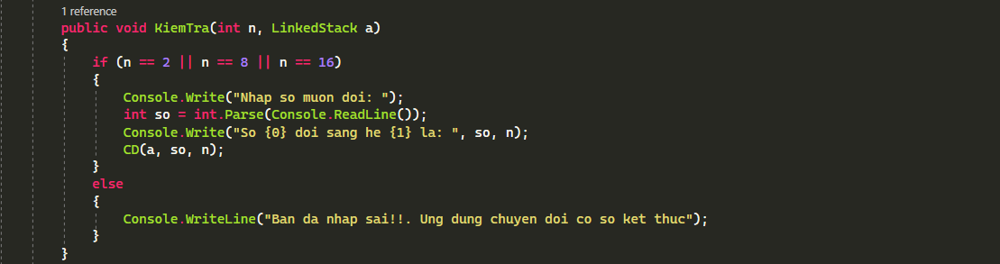 1 reference
public void KiemTra(int n, LinkedStack a)
{
if (n == 2 || n == 8 || n == 16)
{
Console.Write("Nhap so muon doi: ");
int so = int.Parse(Console.ReadLine());
Console.Write("So {0} doi sang he {1} la: ", so, n);
CD(a, so, n);
}
else
{
Console.WriteLine("Ban da nhap sai!!. Ung dung chuyen doi co so ket thuc");
}
}